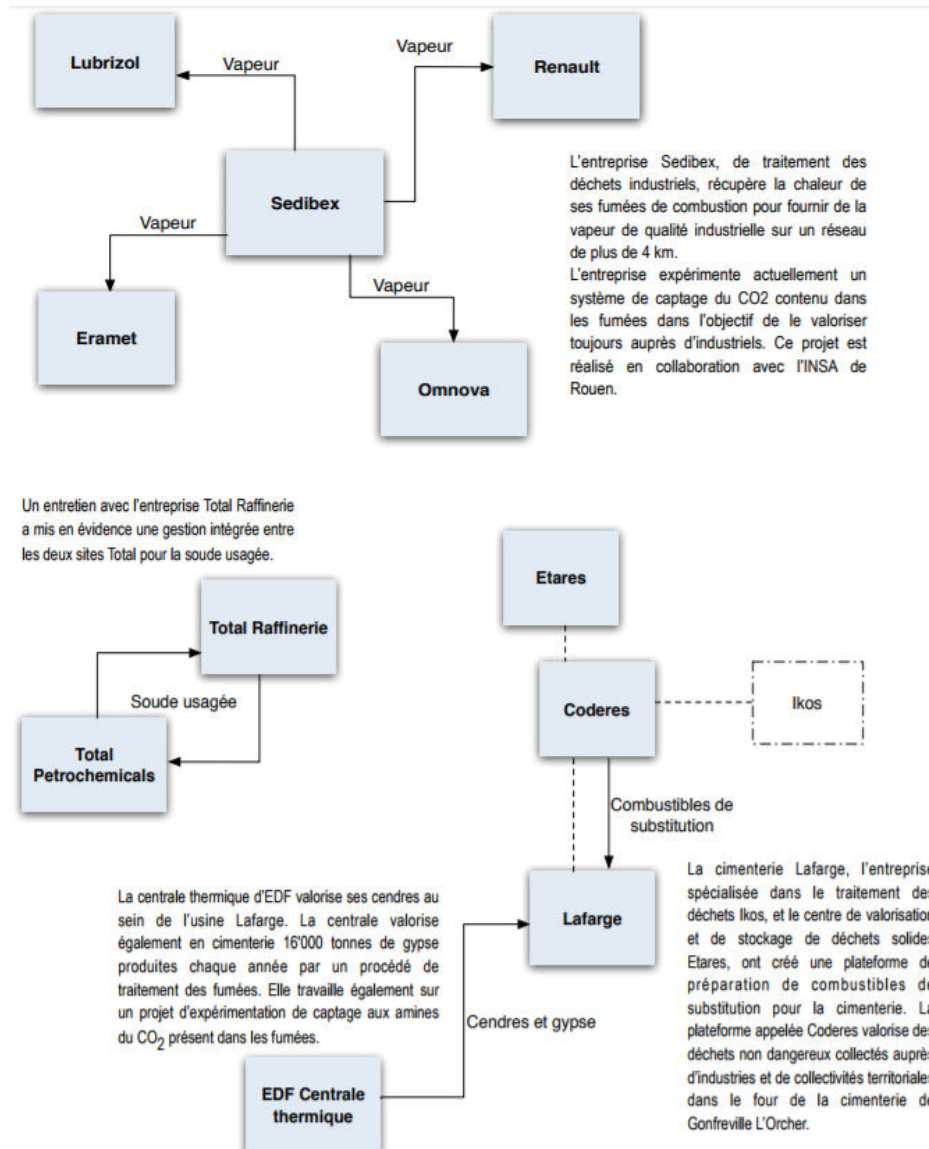 Lubrizol
Vapeur
Vapeur
Renault
Sedibex
L'entreprise Sedibex, de traitement des
déchets industriels, récupère la chaleur de
ses fumées de combustion pour fournir de la
vapeur de qualité industrielle sur un réseau
de plus de 4 km.
L'entreprise expérimente actuellement un
système de captage du CO2 contenu dans
les fumées dans l'objectif de le valoriser
toujours auprès d'industriels. Ce projet est
réalisé en collaboration avec l'INSA de
Rouen.
Vapeur
Vapeur
Eramet
Omnova
Un entretien avec l'entreprise Total Raffinerie
a mis en évidence une gestion intégrée entre
les deux sites Total pour la soude usagée.
Total Raffinerie
Soude usagée
Total
Petrochemicals
Etares
Coderes
Ikos
Combustibles de
substitution
Lafarge
La centrale thermique d'EDF valorise ses cendres au
sein de l'usine Lafarge. La centrale valorise
également en cimenterie 16'000 tonnes de gypse
produites chaque année par un procédé de
traitement des fumées. Elle travaille également sur
un projet d'expérimentation de captage aux amines
du CO2 présent dans les fumées.
Cendres et gypse
EDF Centrale
thermique
La cimenterie Lafarge, l'entreprise
spécialisée dans le traitement des
déchets Ikos, et le centre de valorisation
et de stockage de déchets solides
Etares, ont créé une plateforme de
préparation de combustibles de
substitution pour la cimenterie. La
plateforme appelée Coderes valorise des
déchets non dangereux collectés auprès
d'industries et de collectivités territoriales
dans le four de la cimenterie de
Gonfreville L'Orcher.